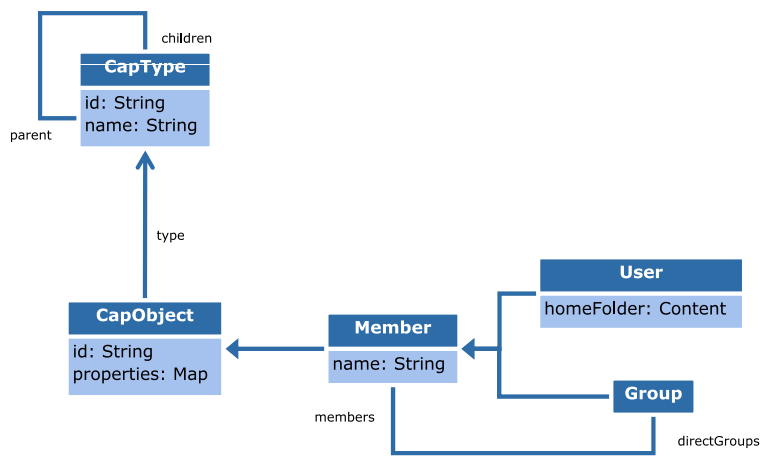 children
CapType
id: String
name: String
parent
type
User
homeFolder: Content
CapObject
id: String
properties: Map
Member
name: String
Group
members
directGroups